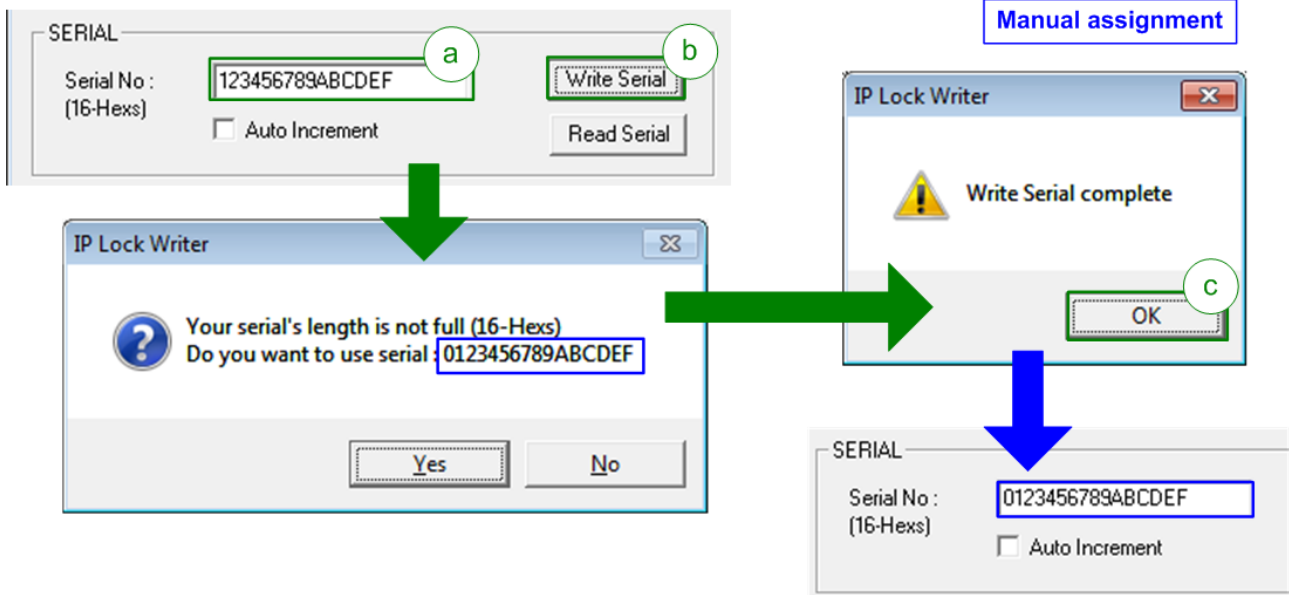 Manual assignment
SERIAL
a
b
Serial No :
(16-Hexs)
123456789ABCDEF
Write Serial
Auto Increment
Read Serial
IP Lock Writer
Your serial's length is not full (16-Hexs)
Do you want to use serial : 0123456789ABCDEF
Yes
No
IP Lock Writer
Write Serial complete
c
OK
SERIAL
Serial No :
(16-Hexs)
0123456789ABCDEF
Auto Increment